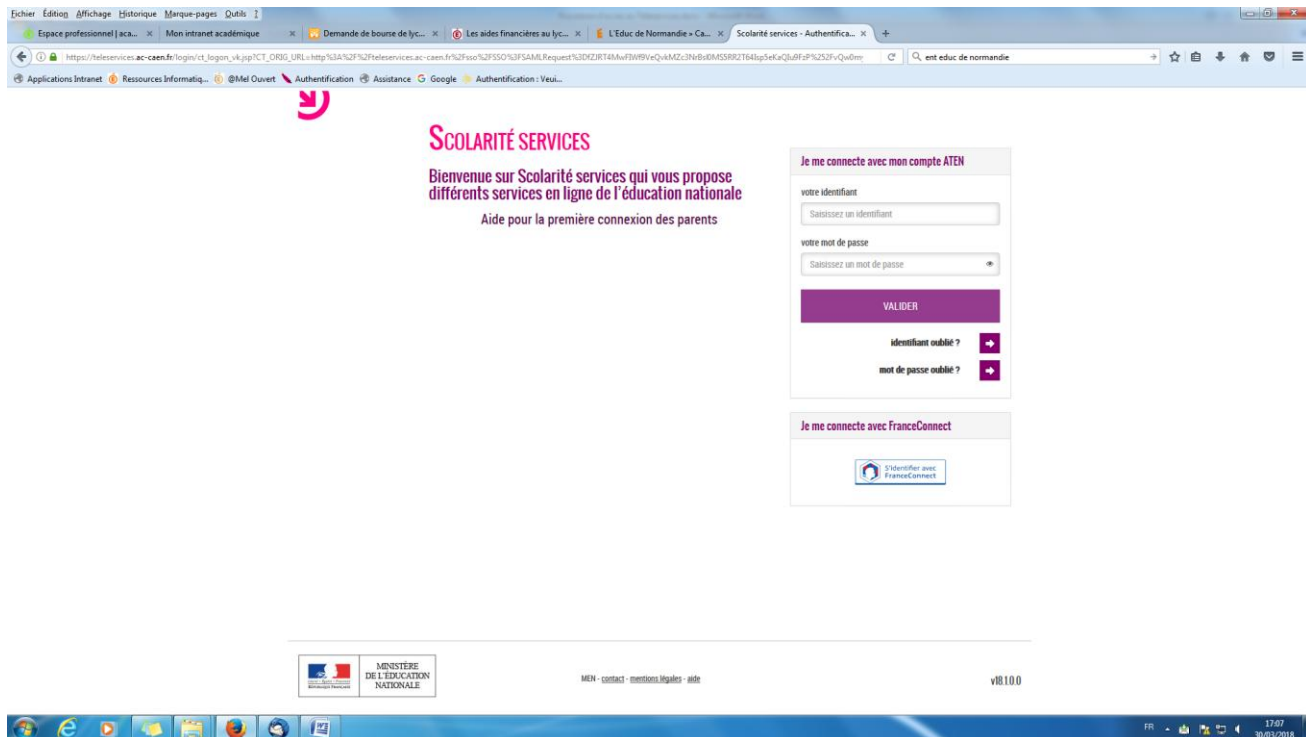 Fichier Édition Affichage Historique Marque-pages Outils ?
Espace professionnel | aca...
Mon intranet académique
Demande de bourse de lyc...
Les aides financières au lyc...
L'Educ de Normandie » Ca...
Scolarité services - Authentifica...
ent educ de normandie
Applications Intranet
Ressources Informatiq...
@Mel Ouvert
Authentification
Assistance
Google
Authentification : Veui...
SCOLARITÉ SERVICES
Bienvenue sur Scolarité services qui vous propose
différents services en ligne de l'éducation nationale
Aide pour la première connexion des parents
Je me connecte avec mon compte ATEN
votre identifiant
Saisissez un identifiant
votre mot de passe
Saisissez un mot de passe
VALIDER
identifiant oublié ?
mot de passe oublié ?
Je me connecte avec FranceConnect
S'identifier avec
FranceConnect
MINISTÈRE
DE L'ÉDUCATION
NATIONALE
MEN - contact - mentions légales - aide
v18.1.0.0
FR
17:07
30/03/2018